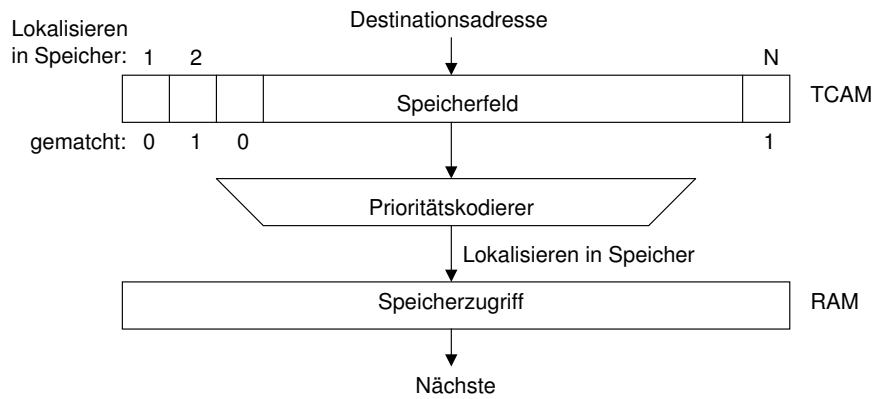 Destinationsadresse
Lokalisieren
in Speicher: 1 2 N
Speicherfeld TCAM
gematcht: 0 1 0 1
Prioritätskodierer
Lokalisieren in Speicher
Speicherzugriff RAM
Nächste